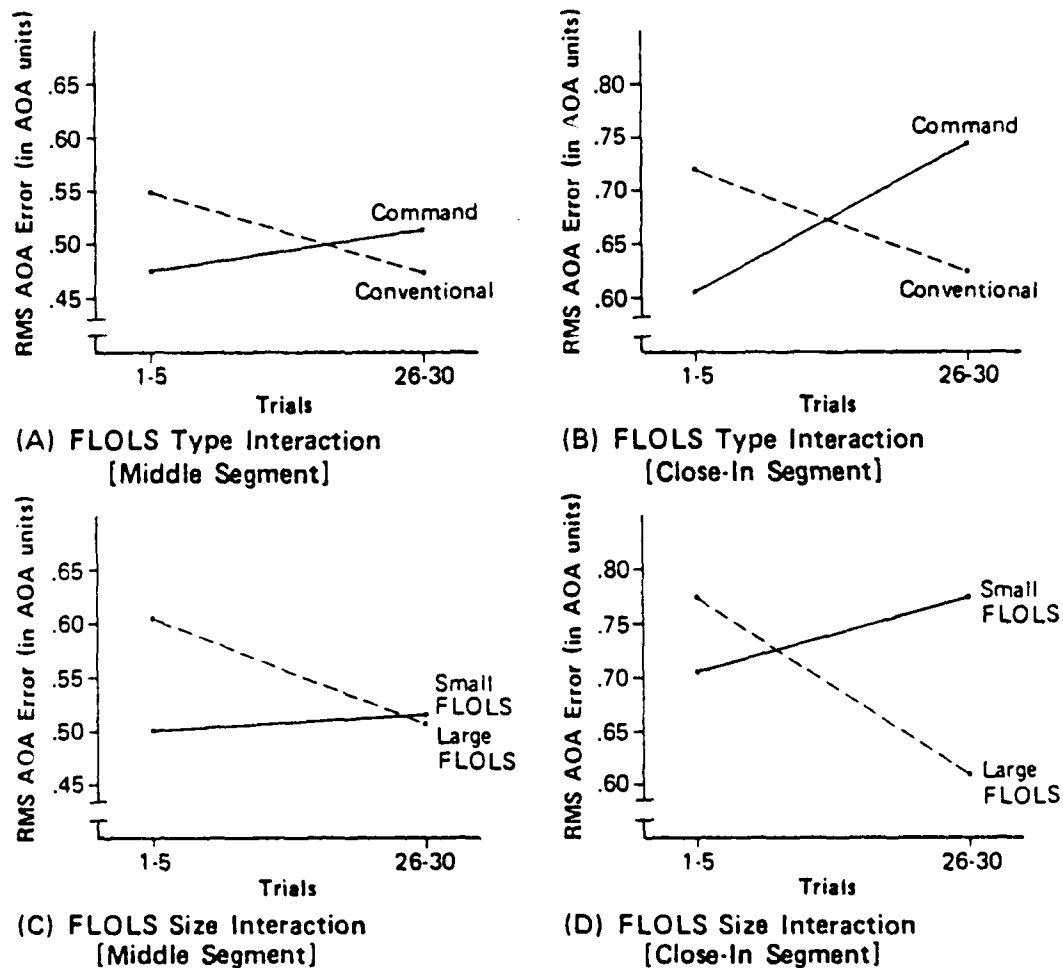 RMS AOA Error (in AOA units)
.65
.60
.55
.50
.45
Command
Conventional
1-5
26-30
Trials
(A) FLOLS Type Interaction
[Middle Segment]
RMS AOA Error (in AOA units)
.80
.75
.70
.65
.60
Command
Conventional
1-5
26-30
Trials
(B) FLOLS Type Interaction
[Close-In Segment]
RMS AOA Error (in AOA units)
.65
.60
.55
.50
.45
Small
FLOLS
Large
FLOLS
1-5
26-30
Trials
(C) FLOLS Size Interaction
[Middle Segment]
RMS AOA Error (in AOA units)
.80
.75
.70
.65
.60
Small
FLOLS
Large
FLOLS
1-5
26-30
Trials
(D) FLOLS Size Interaction
[Close-In Segment]